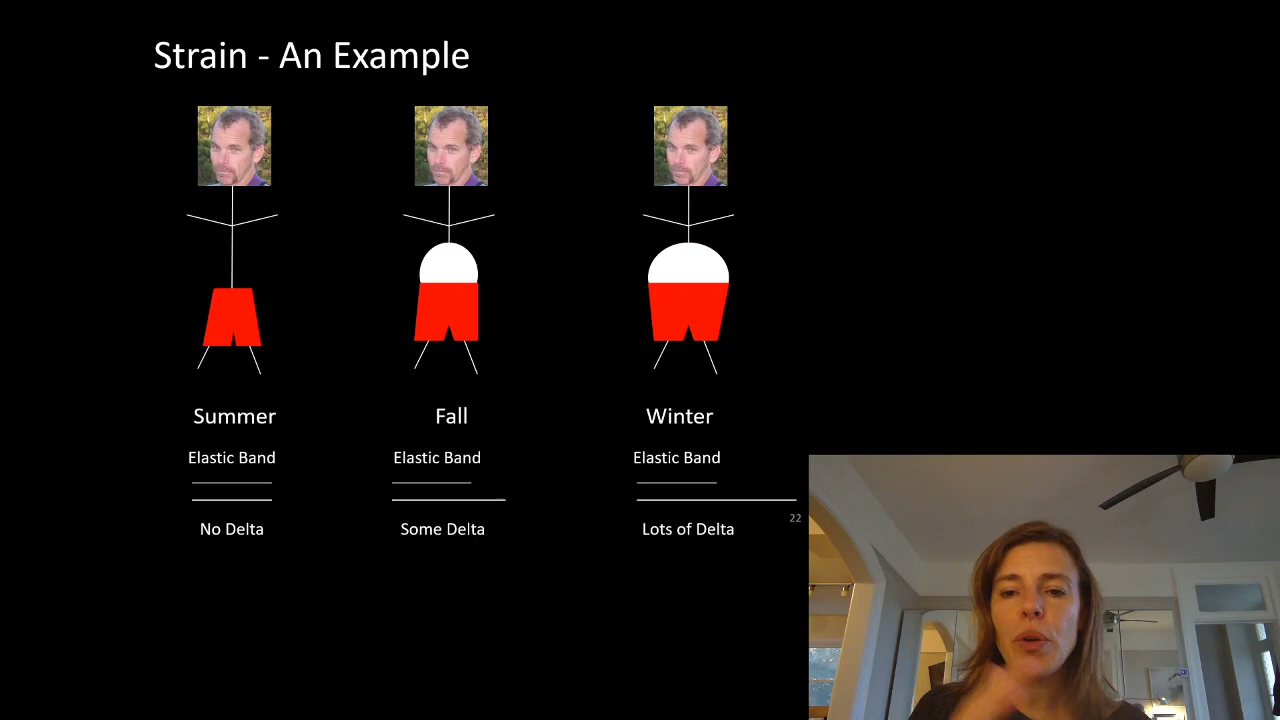 Strain - An Example
Summer
Fall
Winter
Elastic Band
Elastic Band
Elastic Band
No Delta
Some Delta
Lots of Delta
22